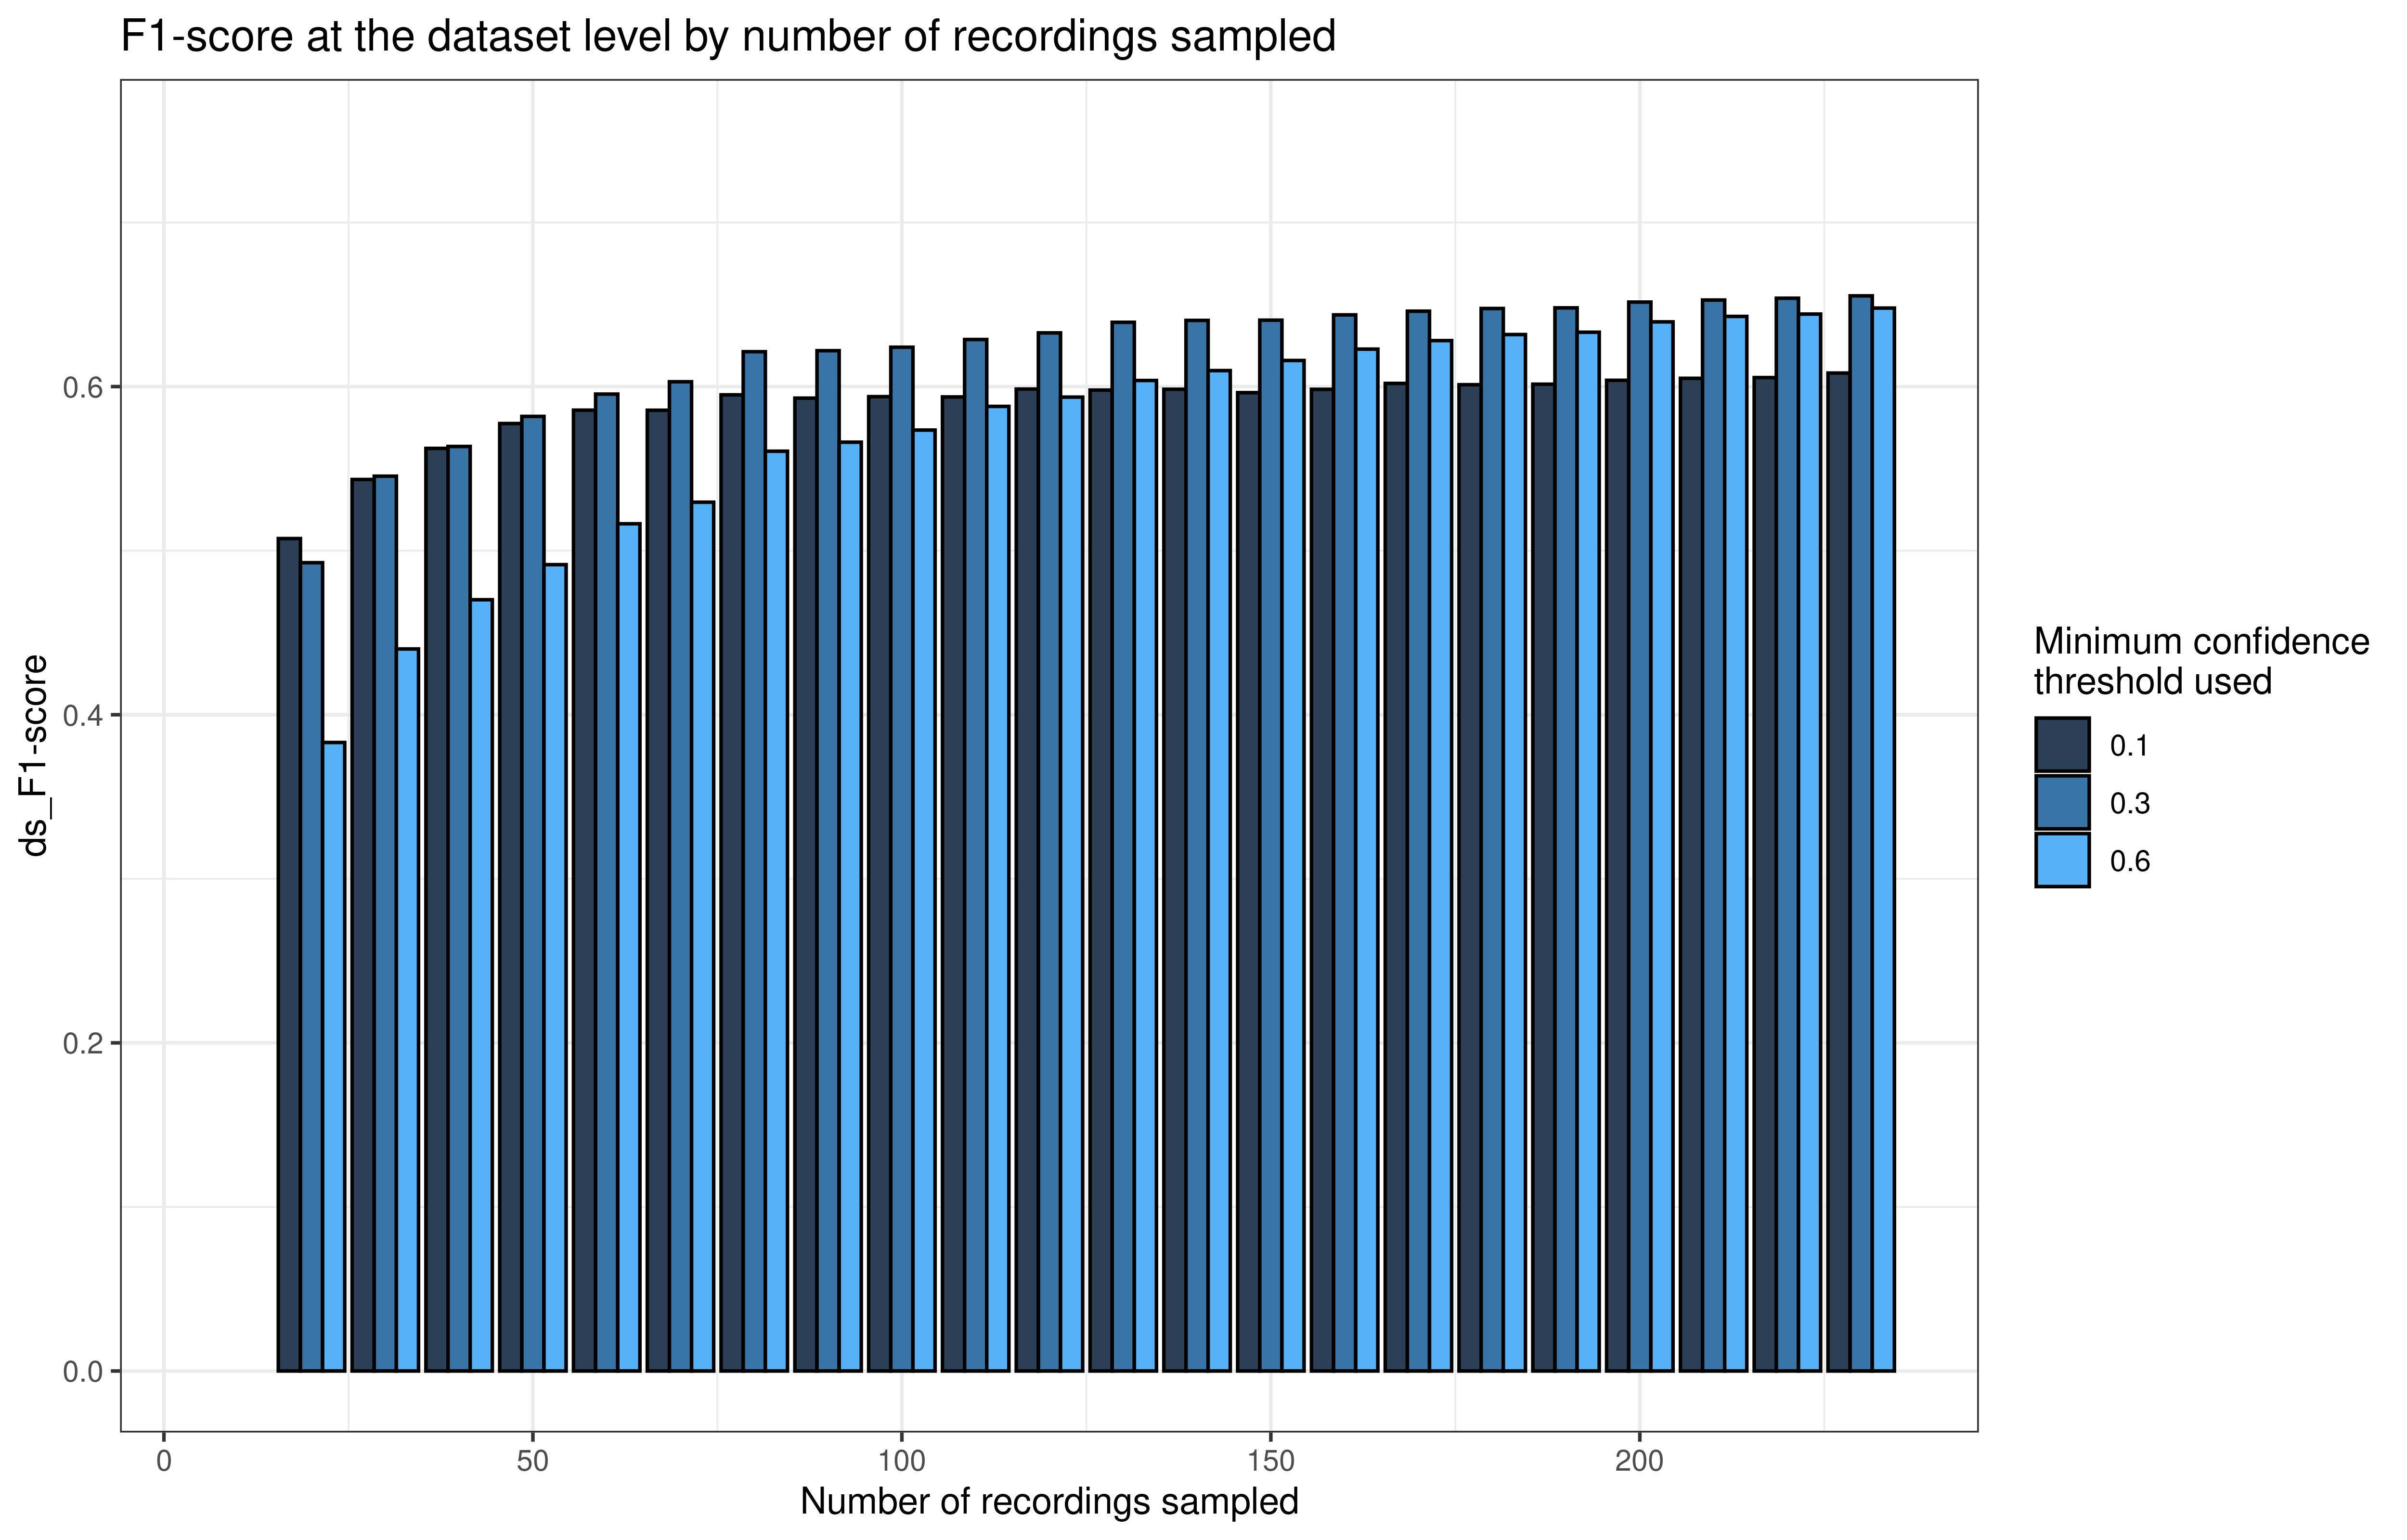 F1-score at the dataset level by number of recordings sampled
ds_F1-score
0.6
0.4
0.2
0.0
0
50
100
150
200
Number of recordings sampled
Minimum confidence
threshold used
0.1
0.3
0.6